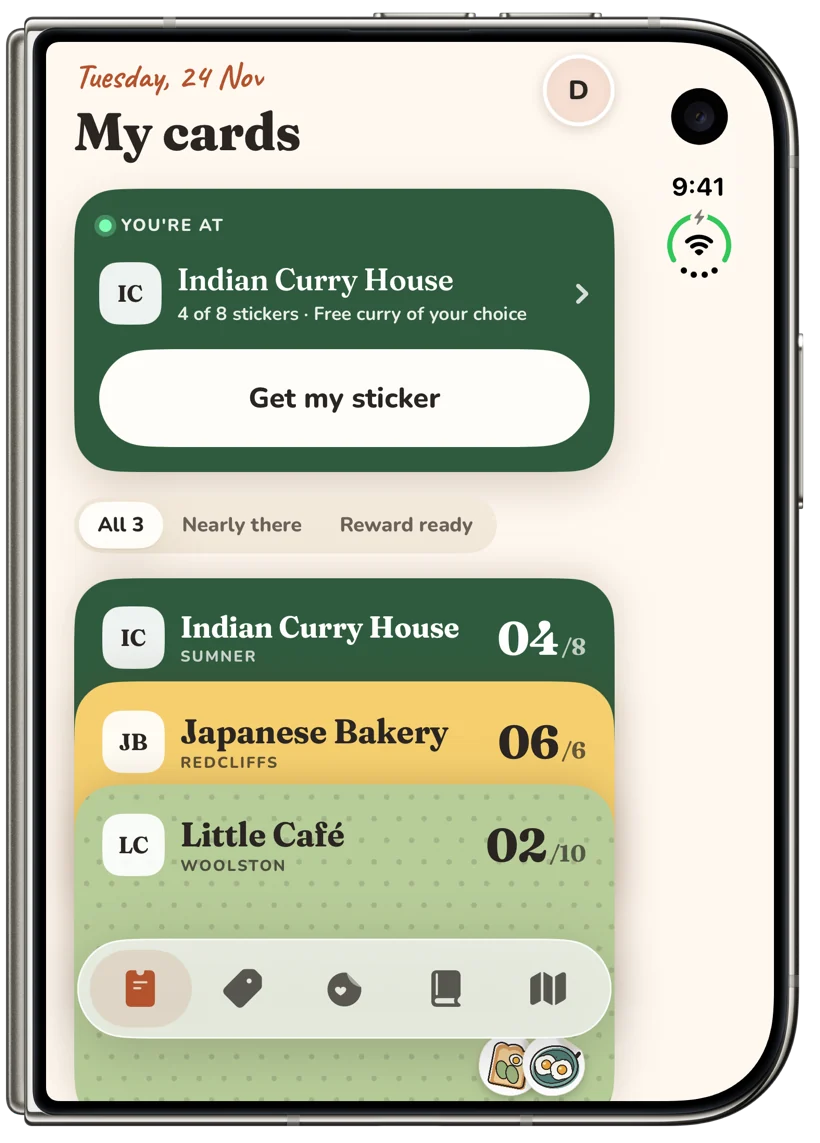 Tuesday, 24 Nov
D
My cards
9:41
YOU'RE AT
IC
Indian Curry House
4 of 8 stickers · Free curry of your choice
Get my sticker
All 3
Nearly there
Reward ready
IC
Indian Curry House
SUMNER
04/8
JB
Japanese Bakery
REDCLIFFS
06/6
LC
Little Café
WOOLSTON
02/10